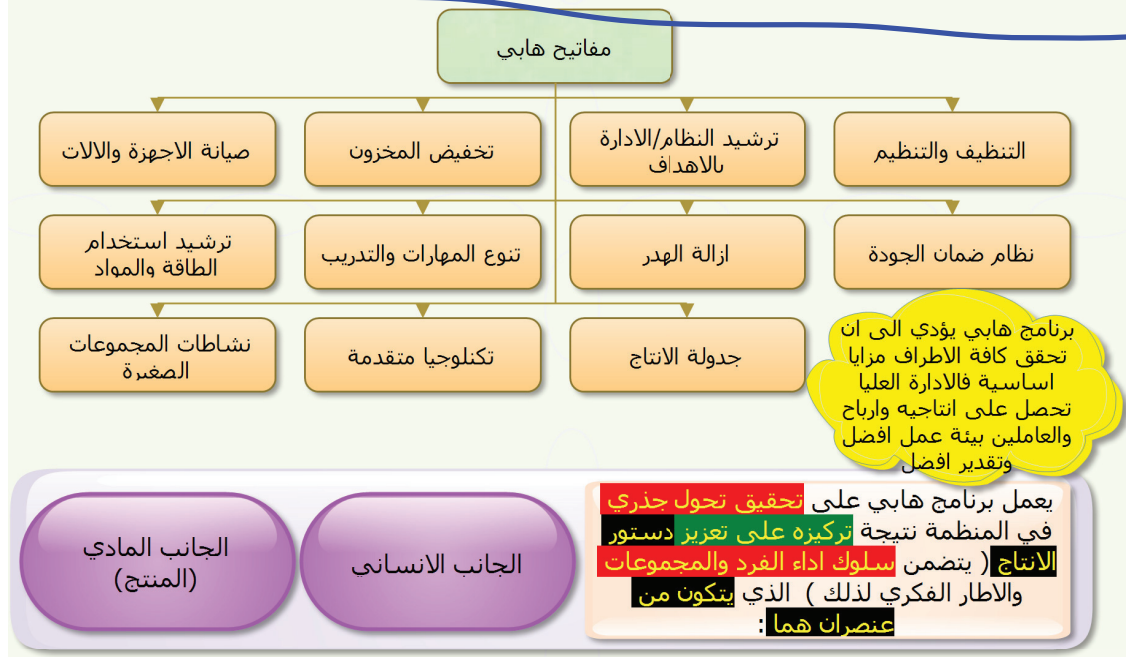 مفاتيح هابي
التنظيف والتنظيم
ترشيد النظام/الادارة
بالاهداف
تخفيض المخزون
صيانة الاجهزة والالات
نظام ضمان الجودة
ازالة الهدر
تنوع المهارات والتدريب
ترشيد استخدام
الطاقة والمواد
جدولة الانتاج
تكنلوجيا متقدمة
نشاطات المجموعات
الصغيرة
برنامج هابي يؤدي الى ان
تحقق كافة الاطراف مزايا
اساسية فالادارة العليا
تحصل على انتاجيه وارباح
والعاملين بيئة عمل افضل
وتقدير افضل
يعمل برنامج هابي على تحقيق تحول جذري
في المنظمة نتيجة تركيزه على تعزيز دستور
الانتاج ( يتضمن سلوك اداء الفرد والمجموعات
والاطار الفكري لذلك ) الذي يتكون من
عنصران هما :
الجانب الانساني
الجانب المادي
(المنتج)